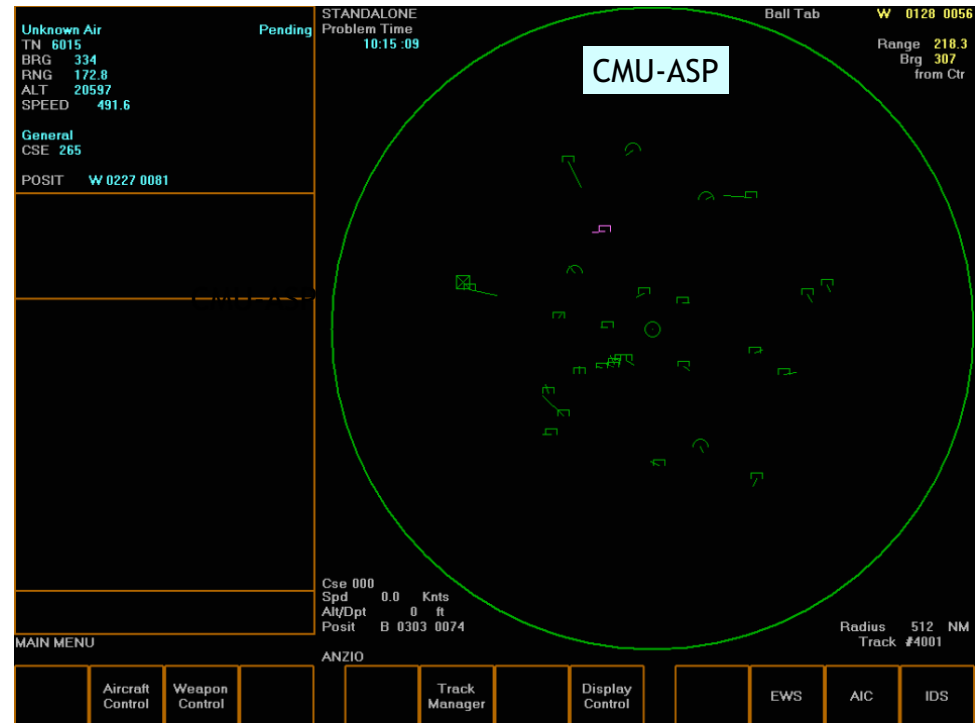 Unknown Air Pending
TN 6015
BRG 334
RNG 172.8
ALT 20597
SPEED 491.6
General
CSE 265
POSIT W 0227 0081
STANDALONE
Problem Time
10:15 :09
CMU-ASP
Ball Tab W 0128 0056
Range 218.3
Brg 307
from Ctr
Cse 000
Spd 0.0 Knts
Alt/Dpt 0 ft
Posit B 0303 0074
ANZIO
Radius 512 NM
Track #4001
MAIN MENU
Aircraft
Control
Weapon
Control
Track
Manager
Display
Control
EWS
AIC
IDS